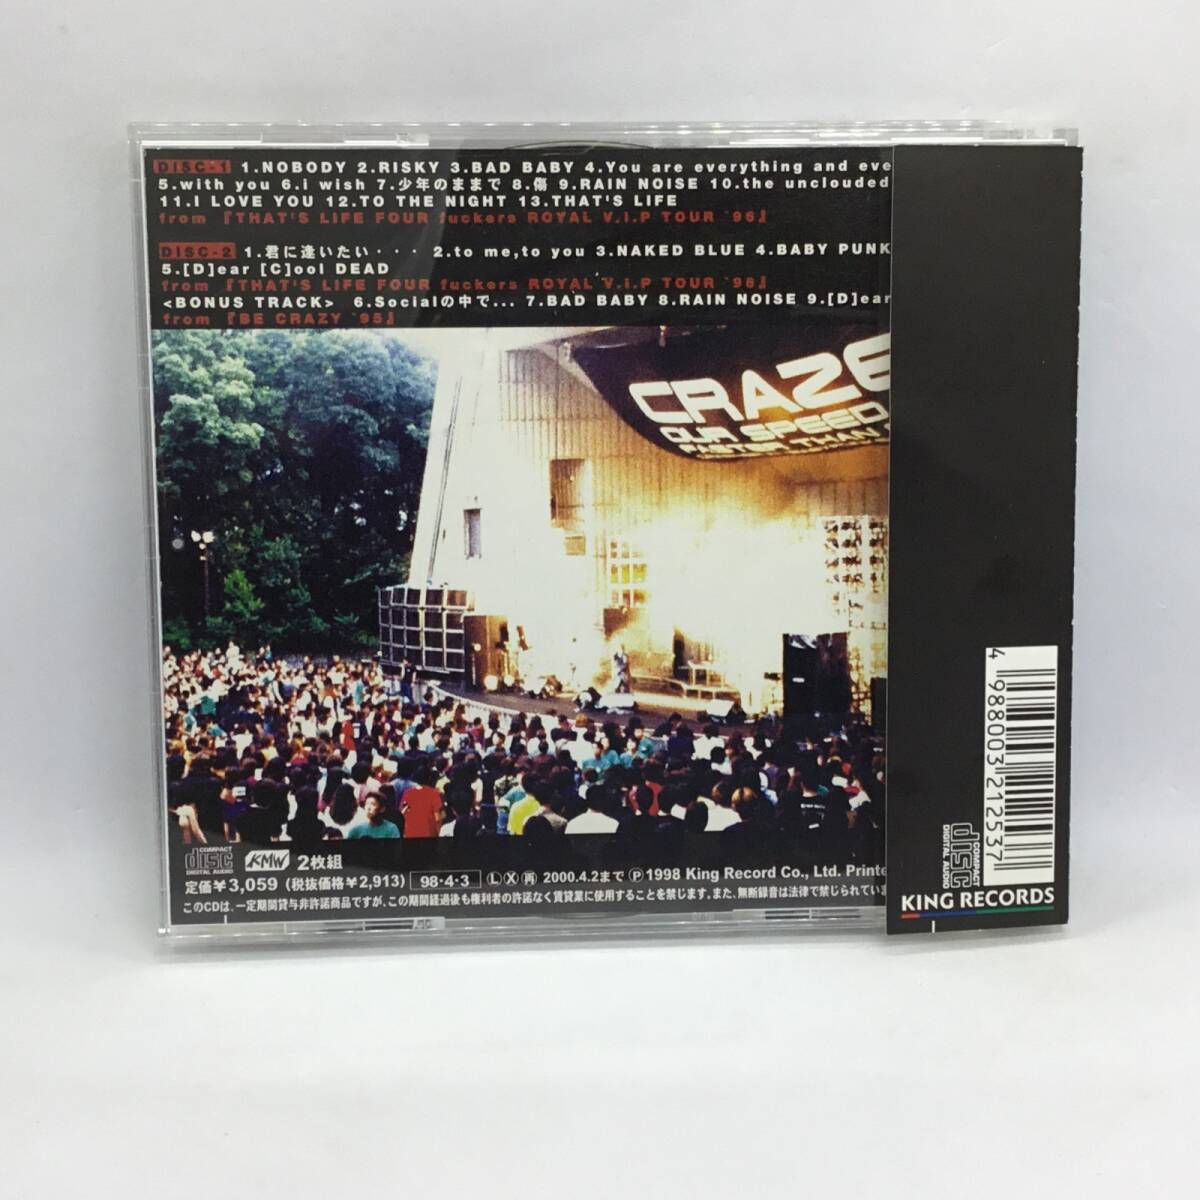 DISC-1 1.NOBODY 2.RISKY 3.BAD BABY 4.You are everything and eve
5.with you 6.i wish 7.少年のままで 8.傷 9.RAIN NOISE 10.the unclouded
11.I LOVE YOU 12.TO THE NIGHT 13.THAT'S LIFE
from 『THAT'S LIFE FOUR fuckers ROYAL V.I.P TOUR `96』
DISC-2 1.君に逢いたい・・・ 2.to me,to you 3.NAKED BLUE 4.BABY PUNK
5.[D]ear [C]ool DEAD
from 『THAT'S LIFE FOUR fuckers ROYAL V.I.P TOUR `96』
<BONUS TRACK> 6.Socialの中で... 7.BAD BABY 8.RAIN NOISE 9.[D]ear
from 『BE CRAZY `95』
CRAZE
OUR SPEED
FASTER THAN
COMPACT disc DIGITAL AUDIO KMW 2枚組
定価¥3,059 (税抜価格¥2,913) 98・4・3 Ⓛ Ⓧ 再 2000.4.2まで Ⓟ 1998 King Record Co., Ltd. Printe
このCDは、一定期間貸与非許諾商品ですが、この期間経過後も権利者の許諾なく賃貸業に使用することを禁じます。また、無断録音は法律で禁じられていま
4 988003 212537
COMPACT disc DIGITAL AUDIO
KING RECORDS